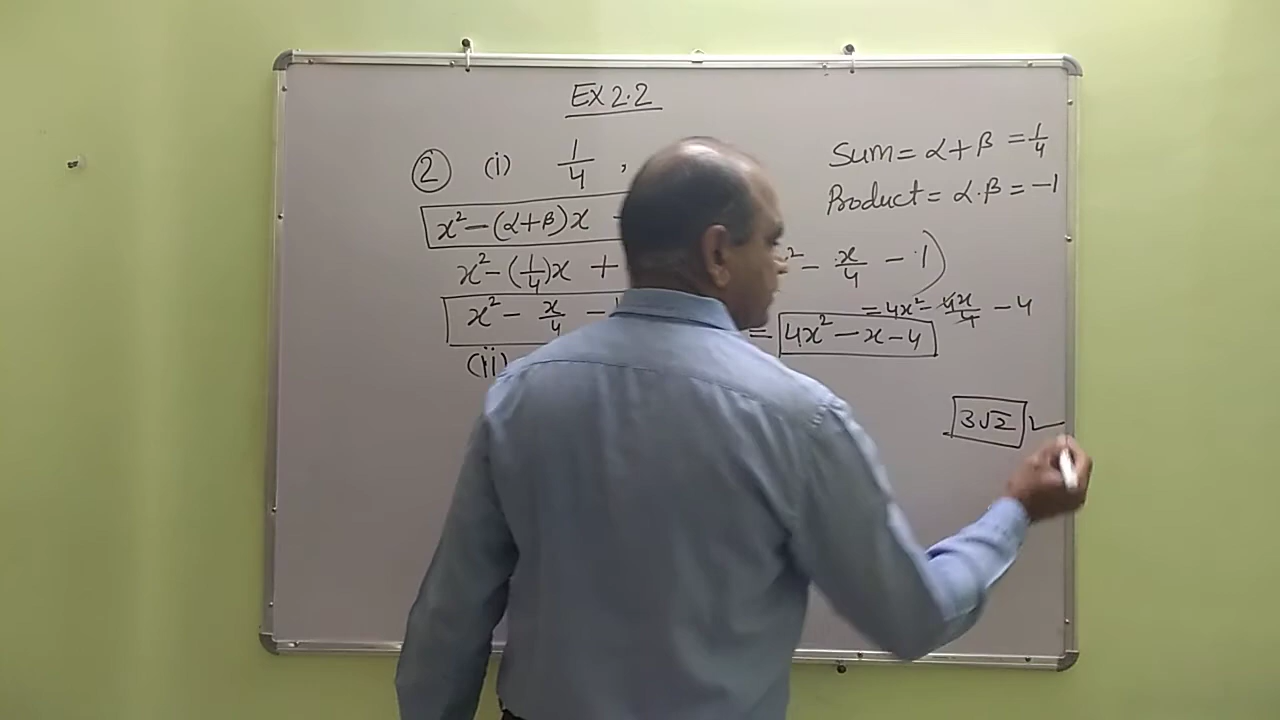 EX 2.2
② (i) 1/4 ,
Sum = α + β = 1/4
Product = α . β = -1
x² - (α + β)x
x² - (1/4)x +
² - x/4 - 1)
x² - x/4 -
= 4x² - 4x/4 - 4
= 4x² - x - 4
(ii)
3√2